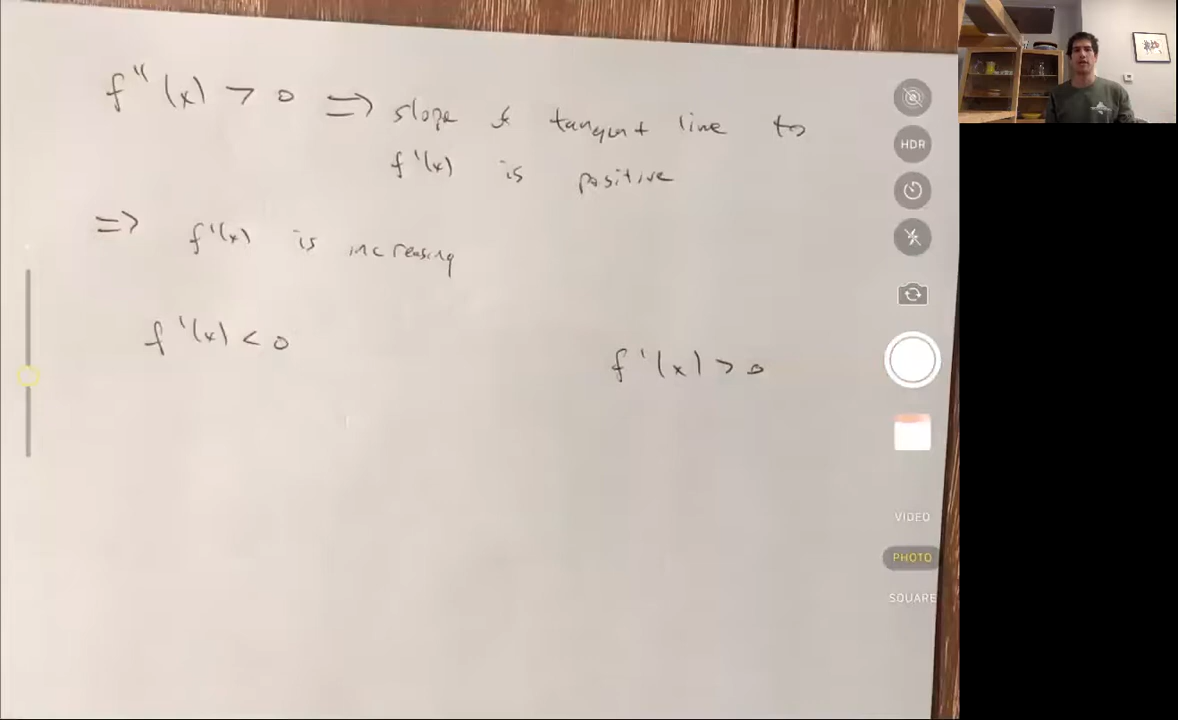 f''(x) > 0 => slope of tangent line to
f'(x) is positive
=> f'(x) is increasing
f'(x) < 0
f'(x) > 0
HDR
VIDEO
PHOTO
SQUARE